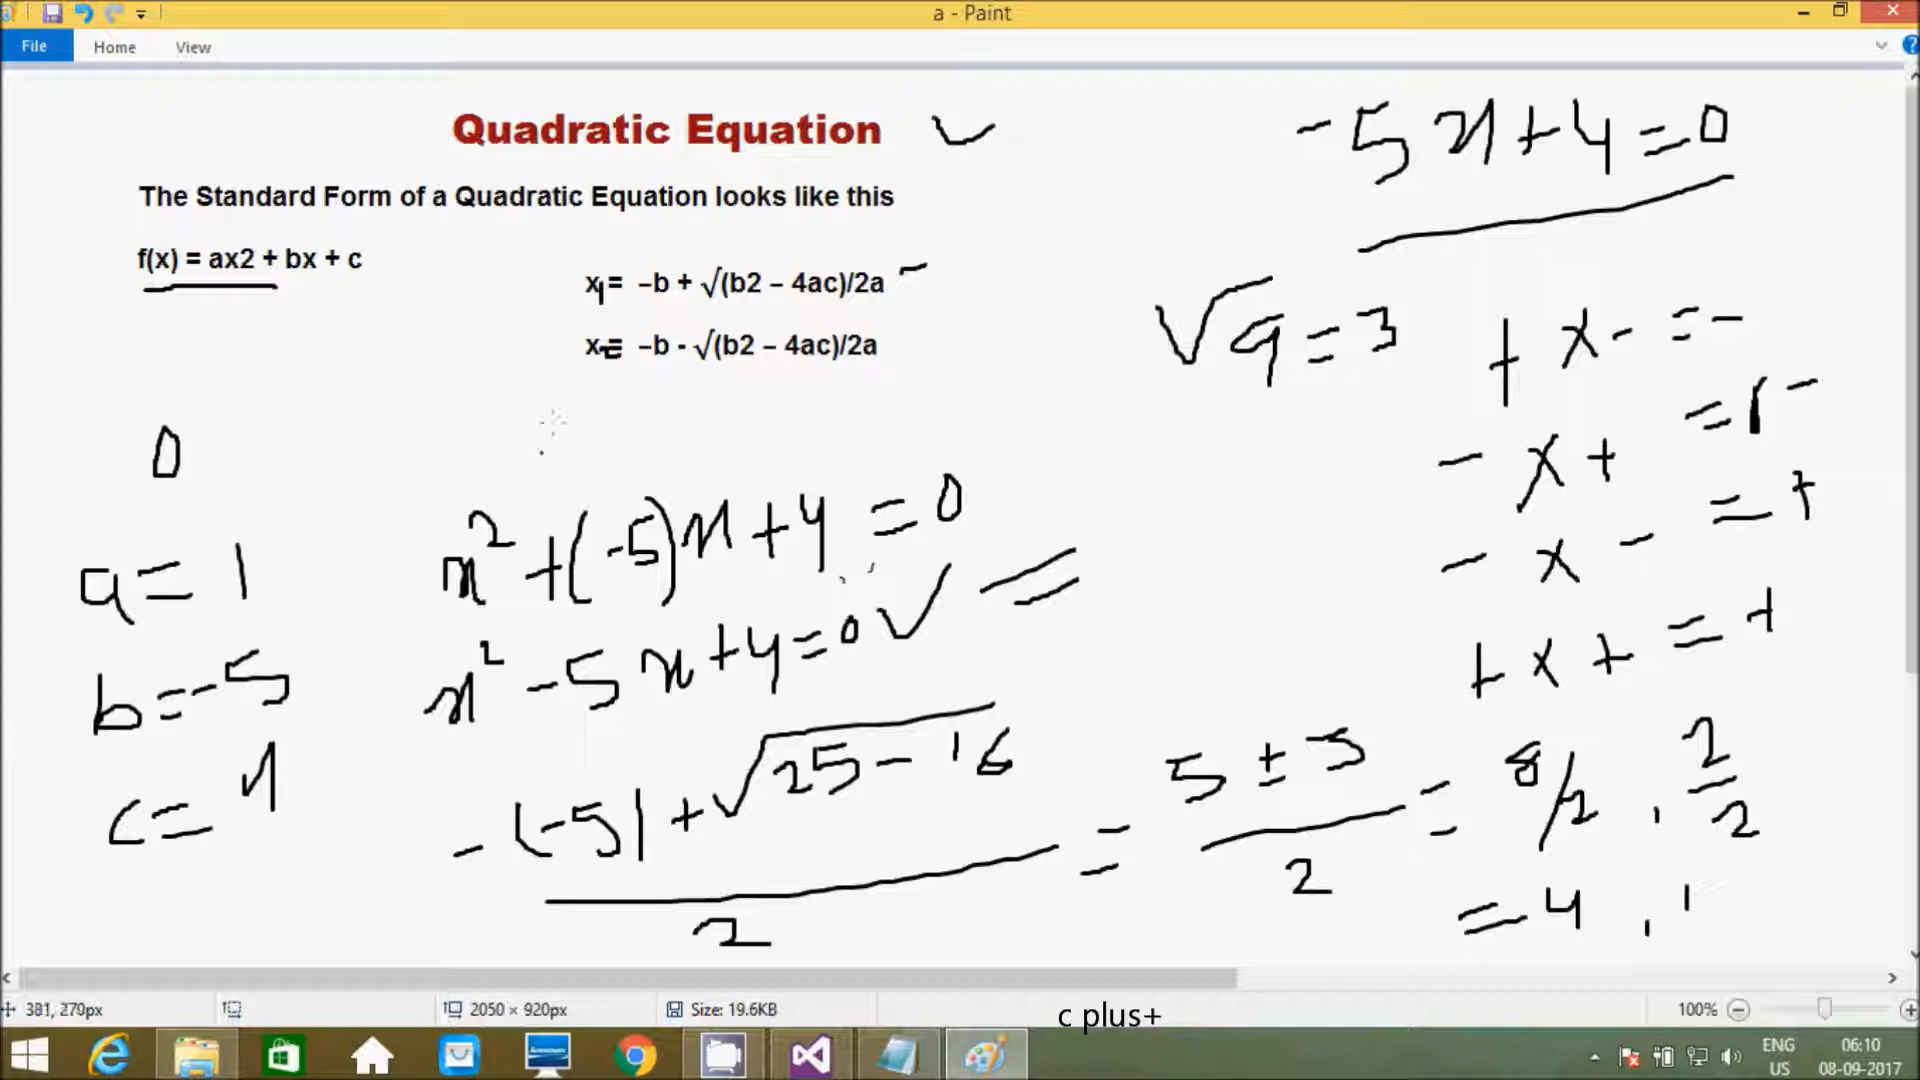 a - Paint
File Home View
Quadratic Equation
-5x+4=0
The Standard Form of a Quadratic Equation looks like this
f(x) = ax2 + bx + c
x1= –b + √(b2 – 4ac)/2a
x2= –b - √(b2 – 4ac)/2a
√9=3
+ x - = -
- x + = -
- x - = +
+ x + = +
0
a = 1
b = -5
c = 4
x² + (-5)x + 4 = 0
x² - 5x + 4 = 0
-(-5) + √25 - 16 / 2 = 5 ± 3 / 2 = 8/2 , 2/2
= 4 , 1
381, 270px 2050 × 920px Size: 19.6KB 100%
c plus+
ENG 06:10
US 08-09-2017